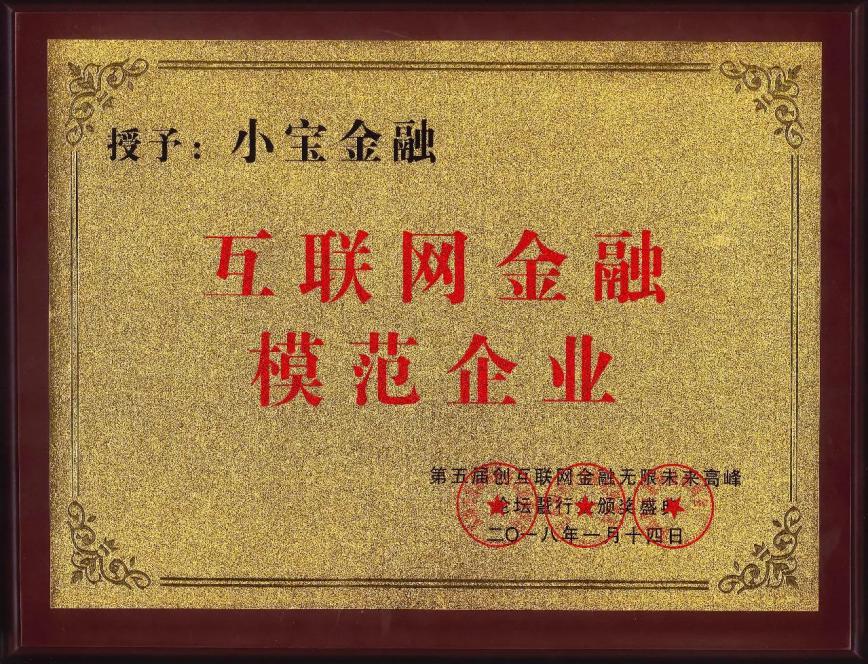 授予：小宝金融
互联网金融
模范企业
第五届创互联网金融无限未来高峰
论坛暨行业颁奖盛典
二〇一八年一月十四日